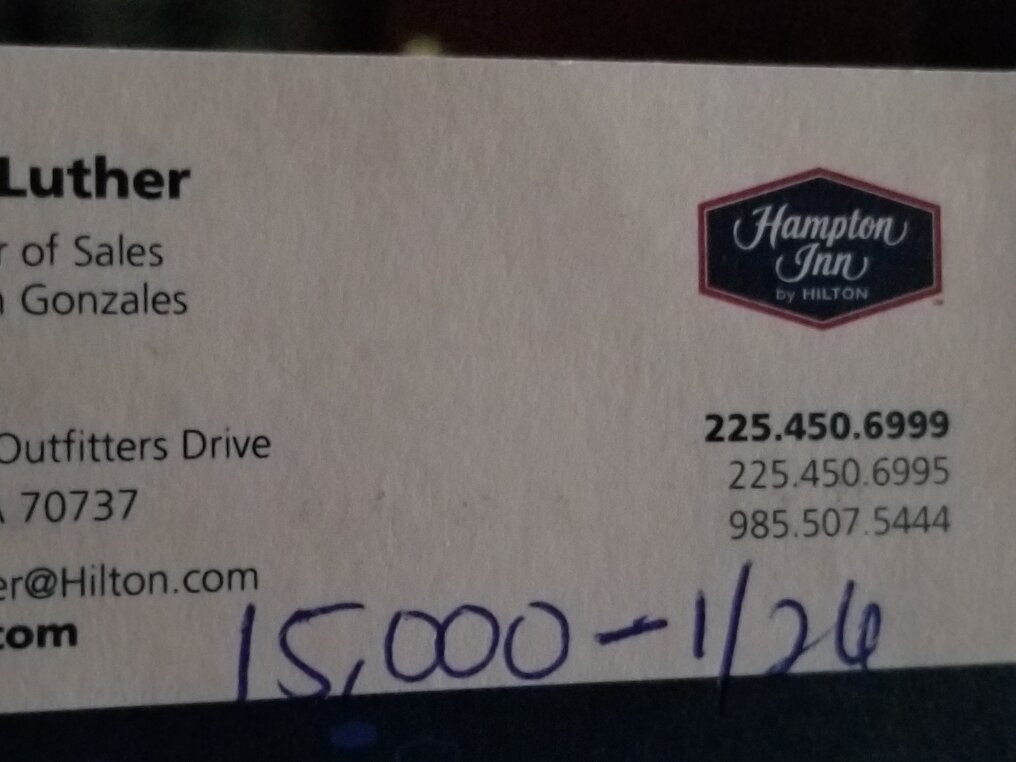 Luther
r of Sales
n Gonzales
Hampton
Inn
by HILTON
™
Outfitters Drive
A 70737
er@Hilton.com
.com
225.450.6999
225.450.6995
985.507.5444
15,000-1/26